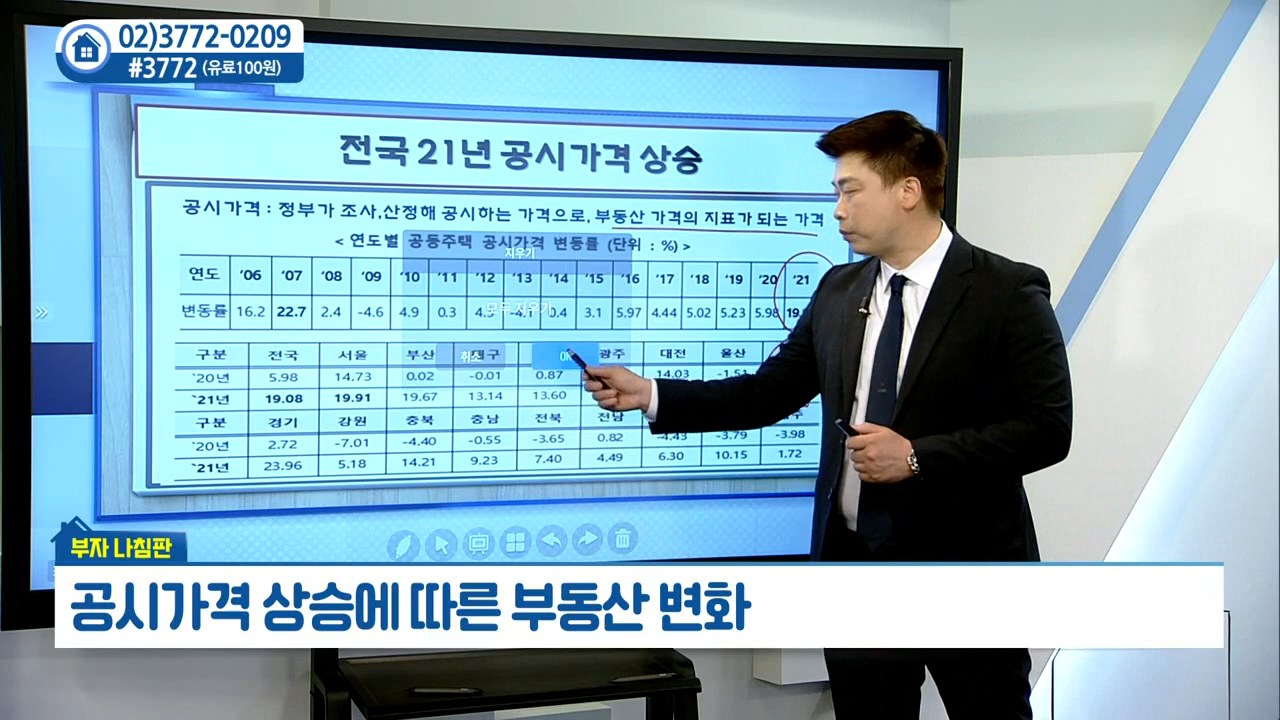 02)3772-0209
#3772 (유료100원)
전국 21년 공시가격 상승
공시가격 : 정부가 조사,산정해 공시하는 가격으로, 부동산 가격의 지표가 되는 가격
< 연도별 공동주택 공시가격 변동률 (단위 : %) >
지우기
연도 '06 '07 '08 '09 '10 '11 '12 '13 '14 '15 '16 '17 '18 '19 '20 '21
변동률 16.2 22.7 2.4 -4.6 4.9 0.3 0.4 3.1 5.97 4.44 5.02 5.23 5.98
모두 지우기
구분 전국 서울 부산 광주 대전 울산
취소
`20년 5.98 14.73 0.02 -0.01 0.87 14.03 -1.51
`21년 19.08 19.91 19.67 13.14 13.60
구분 경기 강원 충북 충남 전북 전남
`20년 2.72 -7.01 -4.40 -0.55 -3.65 0.82 -4.43 -3.79 -3.98
`21년 23.96 5.18 14.21 9.23 7.40 4.49 6.30 10.15 1.72
부자 나침판
공시가격 상승에 따른 부동산 변화